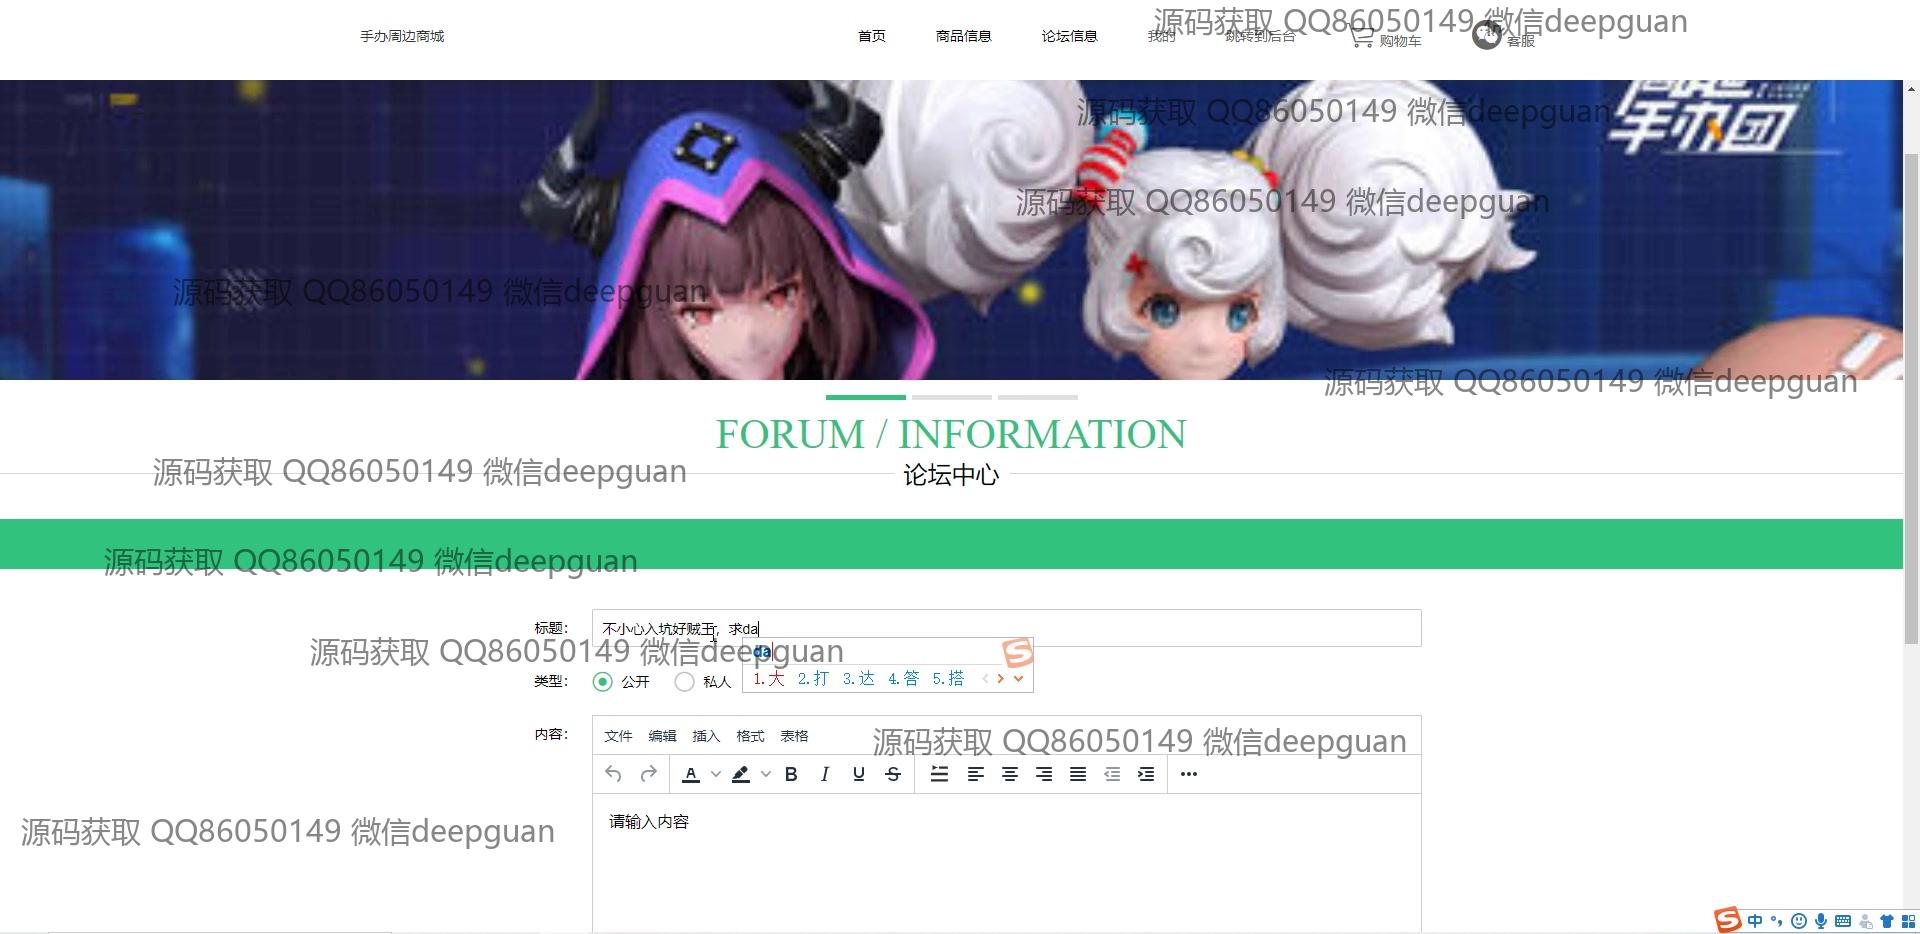 手办周边商城 首页 商品信息 论坛信息 我的 跳转到后台 购物车 客服
源码获取 QQ86050149 微信deepguan
源码获取 QQ86050149 微信deepguan
手办团
源码获取 QQ86050149 微信deepguan
源码获取 QQ86050149 微信deepguan
源码获取 QQ86050149 微信deepguan
FORUM / INFORMATION
论坛中心
源码获取 QQ86050149 微信deepguan
源码获取 QQ86050149 微信deepguan
标题: 不小心入坑好贼王，求da
源码获取 QQ86050149 微信deepguan
da
1.大 2.打 3.达 4.答 5.搭
类型: 公开 私人
内容: 文件 编辑 插入 格式 表格
源码获取 QQ86050149 微信deepguan
A B I U S
请输入内容
源码获取 QQ86050149 微信deepguan
中